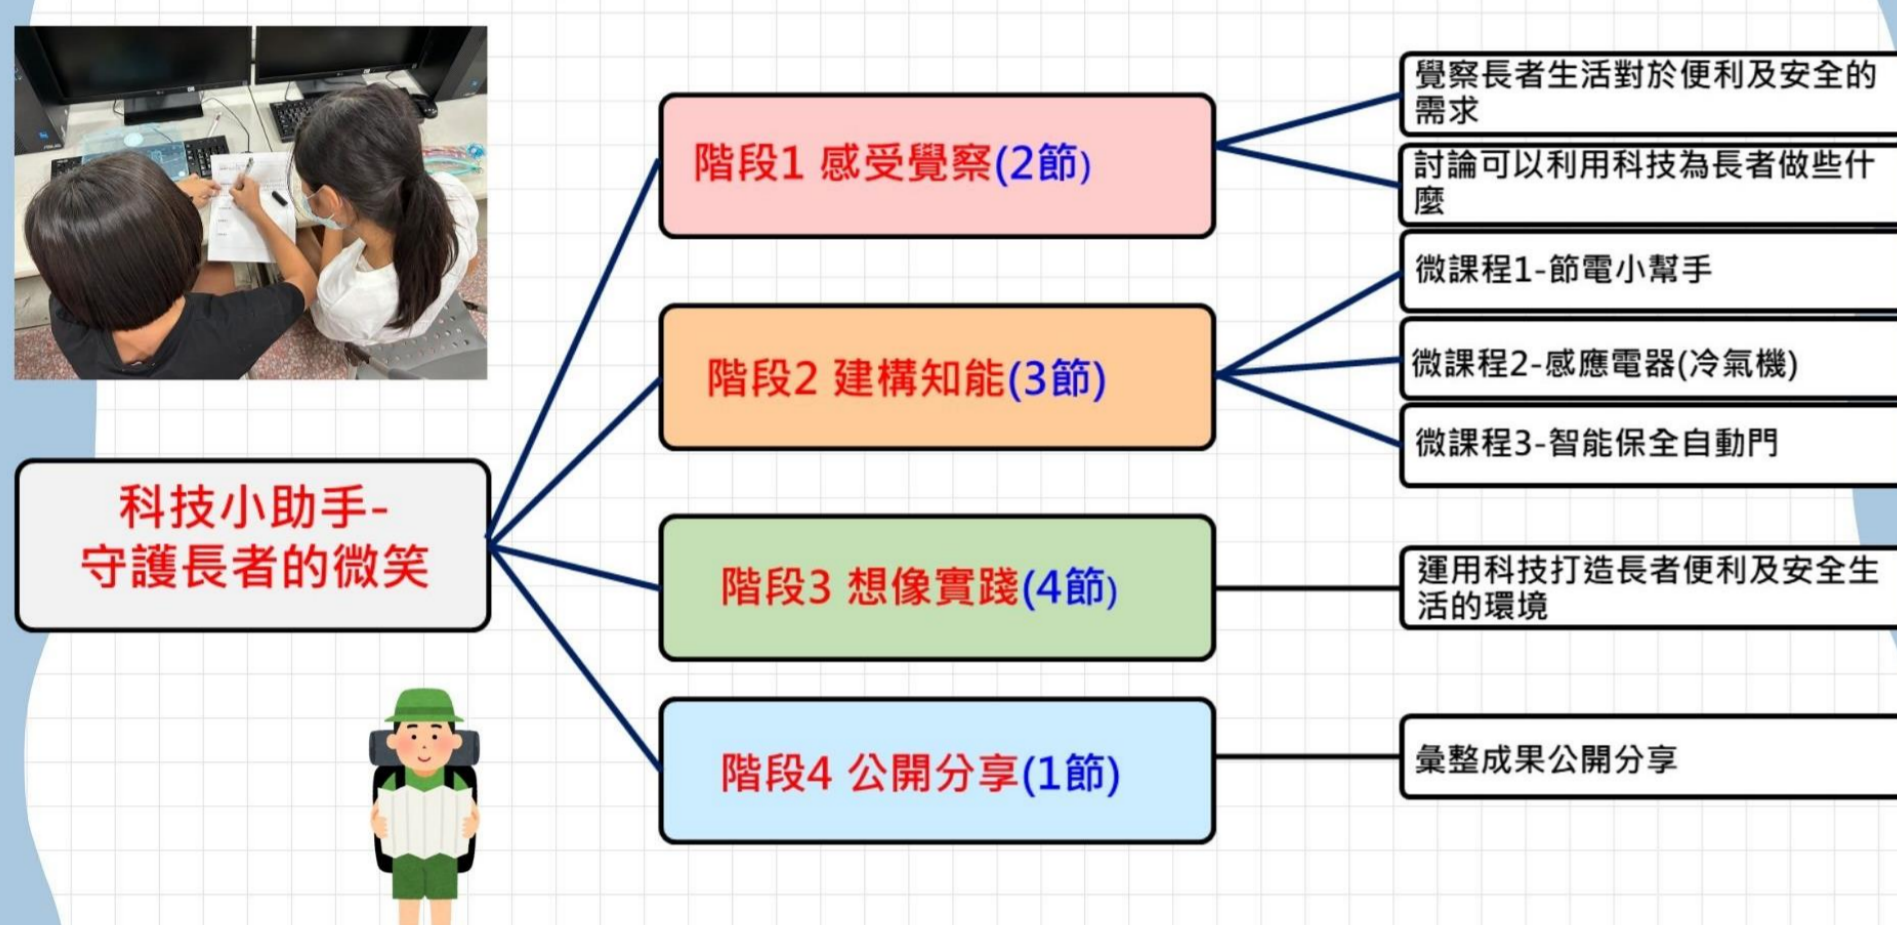 科技小助手-
守護長者的微笑
階段1 感受覺察(2節)
覺察長者生活對於便利及安全的
需求
討論可以利用科技為長者做些什
麼
階段2 建構知能(3節)
微課程1-節電小幫手
微課程2-感應電器(冷氣機)
微課程3-智能保全自動門
階段3 想像實踐(4節)
運用科技打造長者便利及安全生
活的環境
階段4 公開分享(1節)
彙整成果公開分享